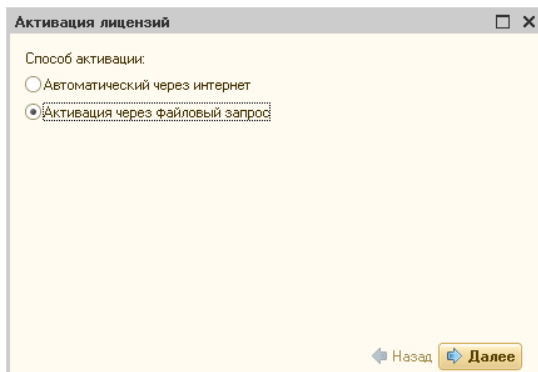 Активация лицензий
Способ активации:
Автоматический через интернет
Активация через файловый запрос
Назад Далее